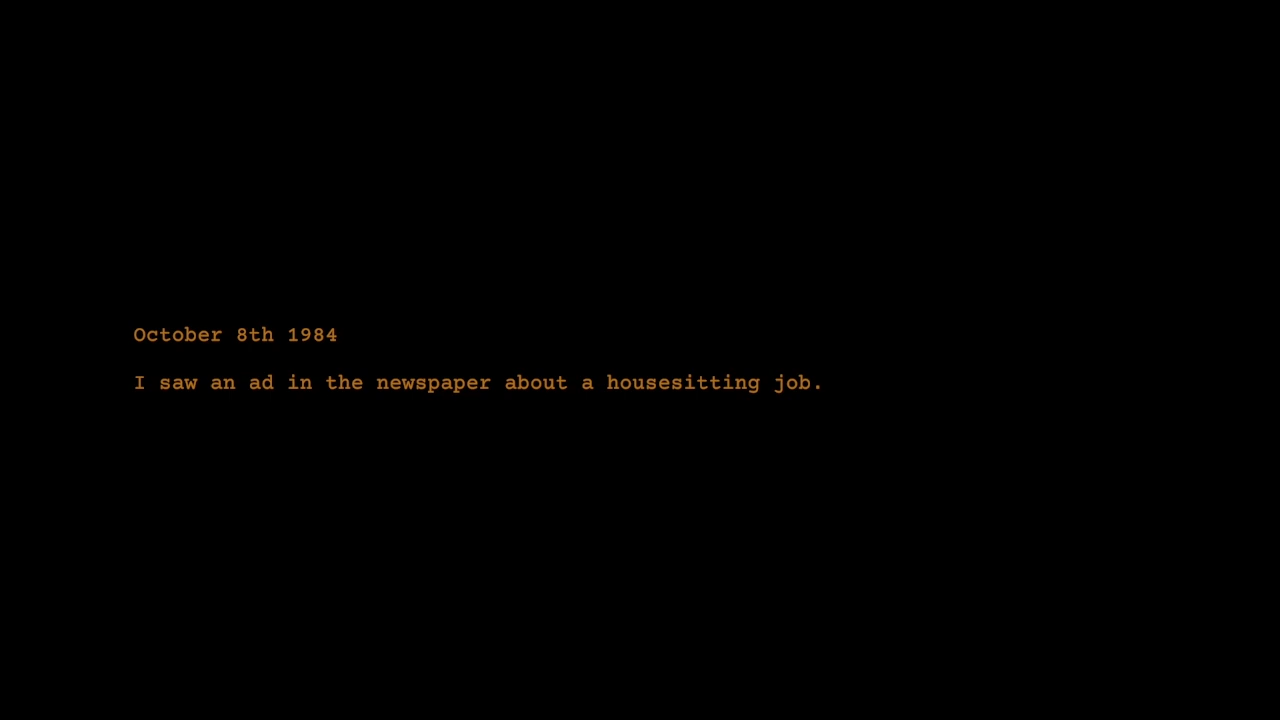 October 8th 1984
I saw an ad in the newspaper about a housesitting job.